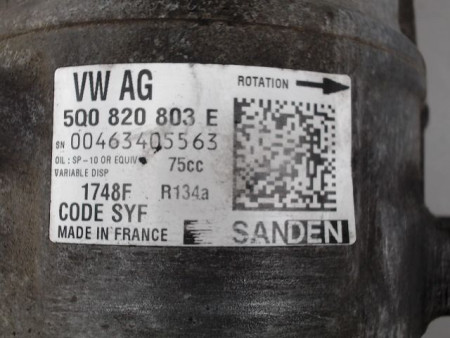 VW AG
ROTATION
5Q0 820 803 E
SN 00463405563
OIL: SP-10 OR EQUIV. 75cc
VARIABLE DISP
1748F R134a
CODE SYF
MADE IN FRANCE SANDEN